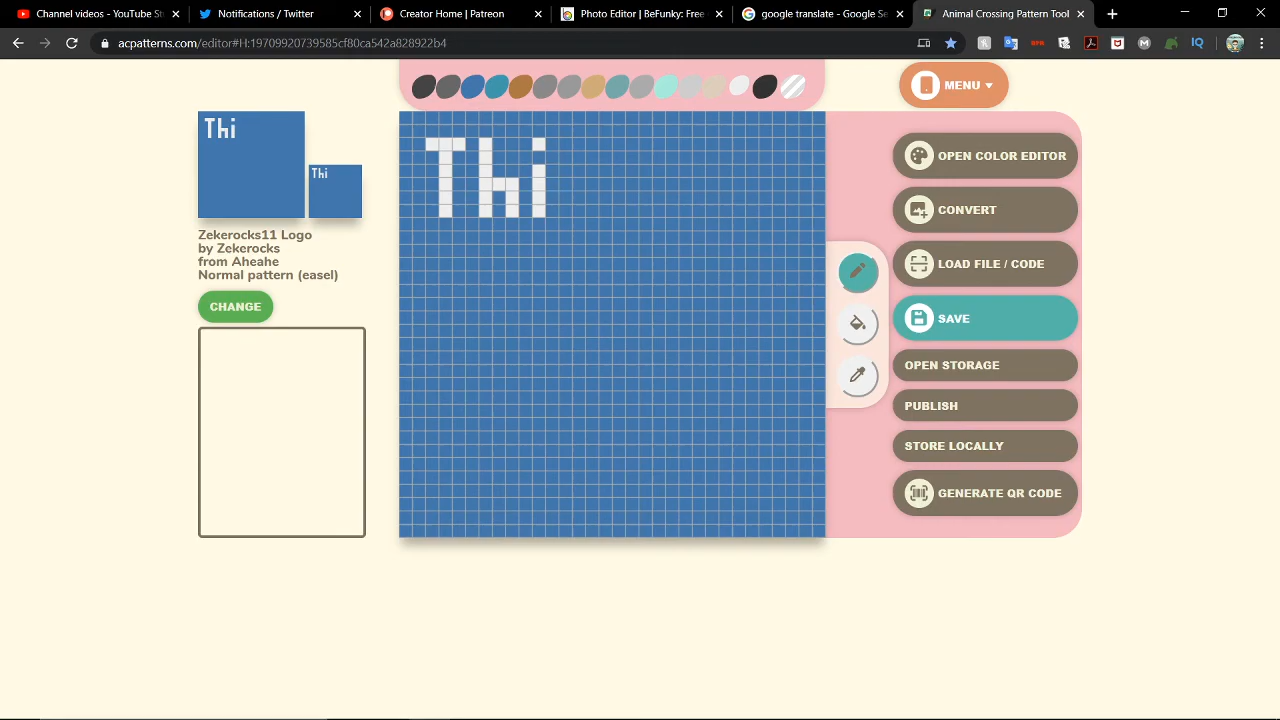 Channel videos - YouTube St
Notifications / Twitter
Creator Home | Patreon
Photo Editor | BeFunky: Free
google translate - Google Se
Animal Crossing Pattern Tool
acpatterns.com/editor#H:19709920739585cf80ca542a828922b4
MENU
Thi
Thi
Thi
Zekerocks11 Logo
by Zekerocks
from Aheahe
Normal pattern (easel)
CHANGE
OPEN COLOR EDITOR
CONVERT
LOAD FILE / CODE
SAVE
OPEN STORAGE
PUBLISH
STORE LOCALLY
GENERATE QR CODE